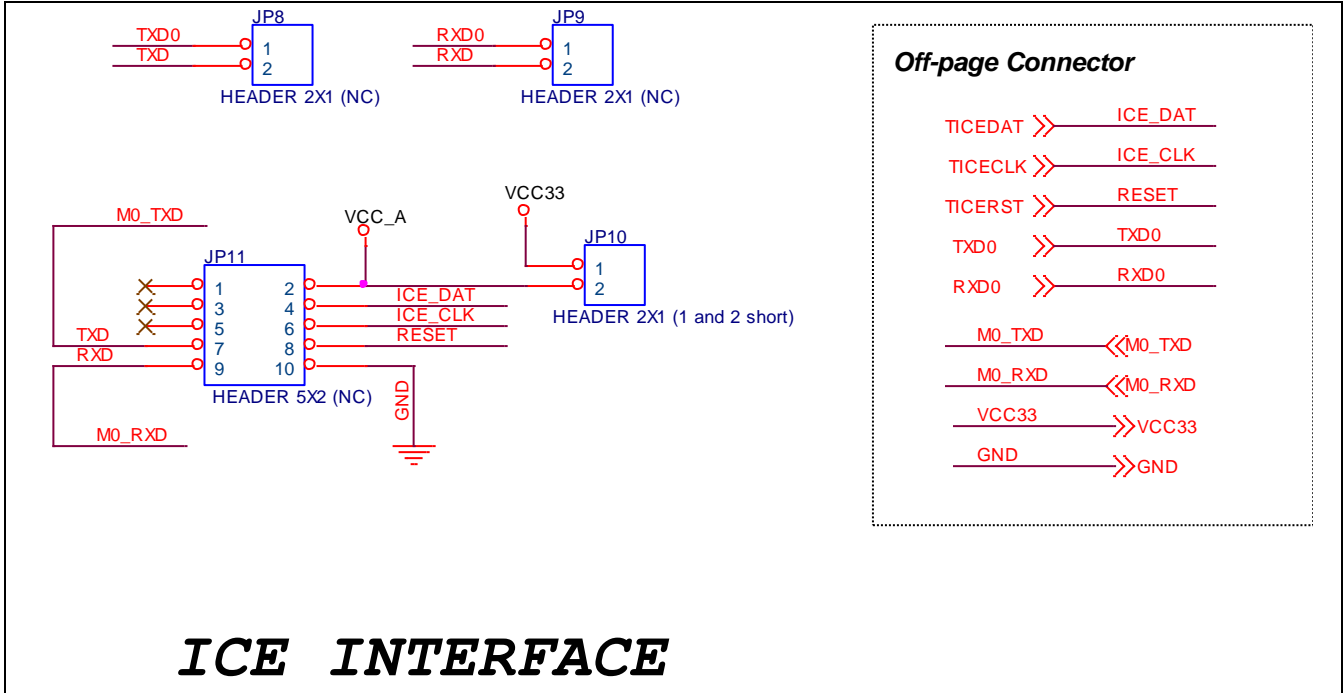 JP8
TXD0
TXD
1
2
HEADER 2X1 (NC)
JP9
RXD0
RXD
1
2
HEADER 2X1 (NC)
M0_TXD
VCC_A
VCC33
JP11
JP10
1
2
1
2
3
4
5
6
7
8
9
10
ICE_DAT
ICE_CLK
RESET
TXD
RXD
HEADER 2X1 (1 and 2 short)
HEADER 5X2 (NC)
GND
M0_RXD
Off-page Connector
TICEDAT ICE_DAT
TICECLK ICE_CLK
TICERST RESET
TXD0 TXD0
RXD0 RXD0
M0_TXD M0_TXD
M0_RXD M0_RXD
VCC33 VCC33
GND GND
ICE INTERFACE